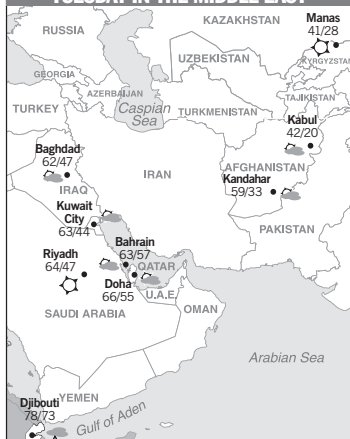 TUESDAY IN THE MIDDLE EAST
RUSSIA
KAZAKHSTAN
Manas
41/28
UZBEKISTAN
KYRGYZSTAN
GEORGIA
AZERBAIJAN
TAJIKISTAN
TURKEY
Caspian
Sea
TURKMENISTAN
Kabul
42/20
Baghdad
62/47
IRAN
AFGHANISTAN
Kandahar
59/33
IRAQ
Kuwait
City
63/44
PAKISTAN
Riyadh
64/47
Bahrain
63/57
QATAR
Doha
66/55
U.A.E.
OMAN
SAUDI ARABIA
Arabian Sea
Djibouti
78/73
YEMEN
Gulf of Aden